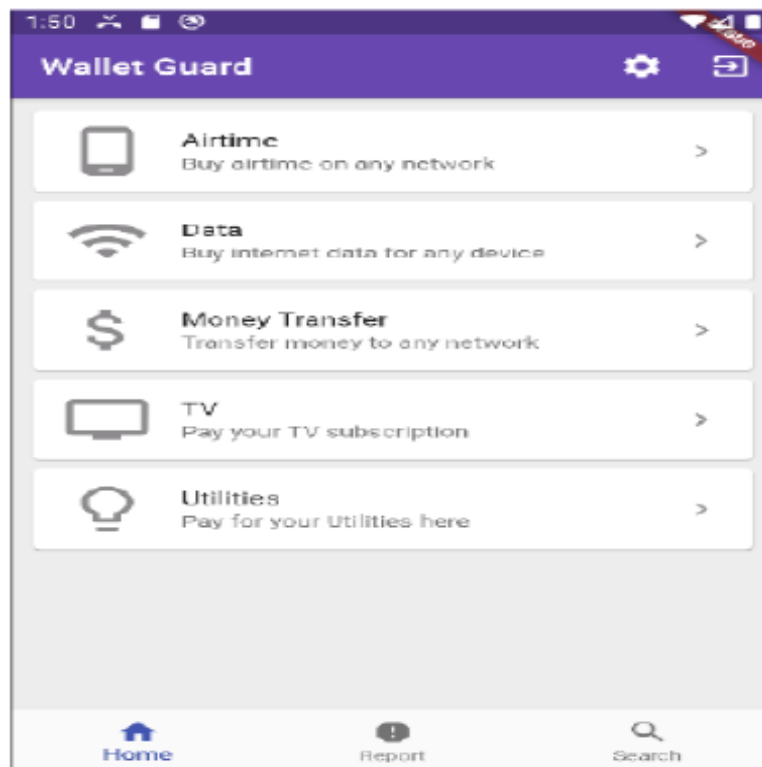 1:50
Wallet Guard
Airtime
Buy airtime on any network
>
Data
Buy internet data for any device
>
Money Transfer
Transfer money to any network
>
TV
Pay your TV subscription
>
Utilities
Pay for your Utilities here
>
Home
Report
Search